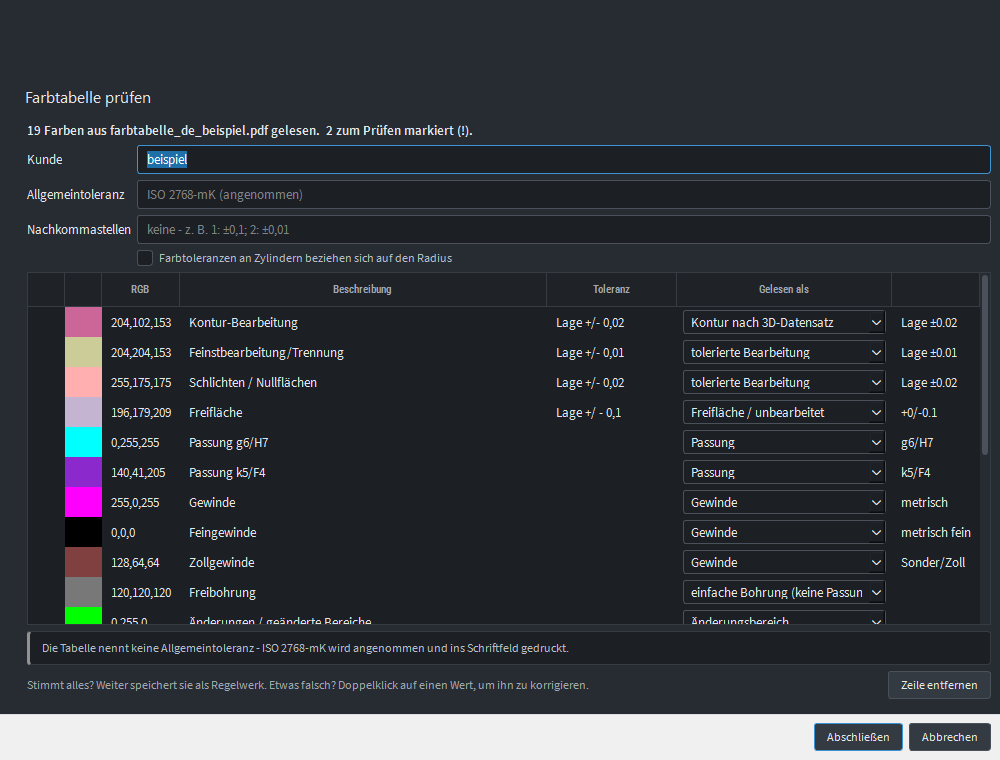 Farbtabelle prüfen
19 Farben aus farbtabelle_de_beispiel.pdf gelesen.  2 zum Prüfen markiert (!).
Kunde beispiel
Allgemeintoleranz ISO 2768-mK (angenommen)
Nachkommastellen keine - z. B. 1: ±0,1; 2: ±0,01
Farbtoleranzen an Zylindern beziehen sich auf den Radius
RGB Beschreibung Toleranz Gelesen als
204,102,153 Kontur-Bearbeitung Lage +/- 0,02 Kontur nach 3D-Datensatz Lage ±0.02
204,204,153 Feinstbearbeitung/Trennung Lage +/- 0,01 tolerierte Bearbeitung Lage ±0.01
255,175,175 Schlichten / Nullflächen Lage +/- 0,02 tolerierte Bearbeitung Lage ±0.02
196,179,209 Freifläche Lage +/ - 0,1 Freifläche / unbearbeitet +0/-0.1
0,255,255 Passung g6/H7 Passung g6/H7
140,41,205 Passung k5/F4 Passung k5/F4
255,0,255 Gewinde Gewinde metrisch
0,0,0 Feingewinde Gewinde metrisch fein
128,64,64 Zollgewinde Gewinde Sonder/Zoll
120,120,120 Freibohrung einfache Bohrung (keine Passun
0,255,0 Änderungen / geänderte Bereiche Änderungsbereich
Die Tabelle nennt keine Allgemeintoleranz - ISO 2768-mK wird angenommen und ins Schriftfeld gedruckt.
Stimmt alles? Weiter speichert sie als Regelwerk. Etwas falsch? Doppelklick auf einen Wert, um ihn zu korrigieren.
Zeile entfernen
Abschließen Abbrechen